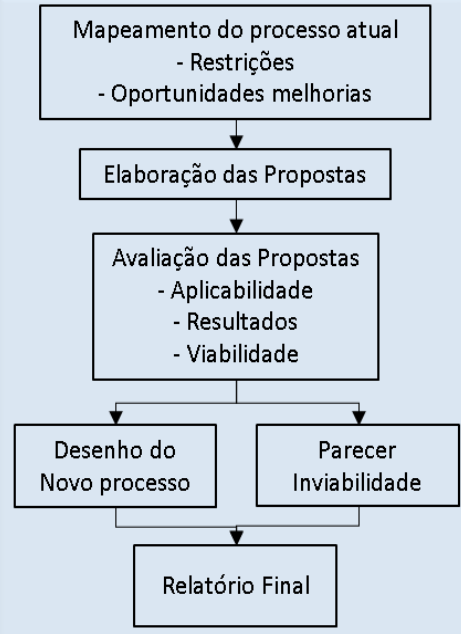 Mapeamento do processo atual
- Restrições
- Oportunidades melhorias
Elaboração das Propostas
Avaliação das Propostas
- Aplicabilidade
- Resultados
- Viabilidade
Desenho do
Novo processo
Parecer
Inviabilidade
Relatório Final